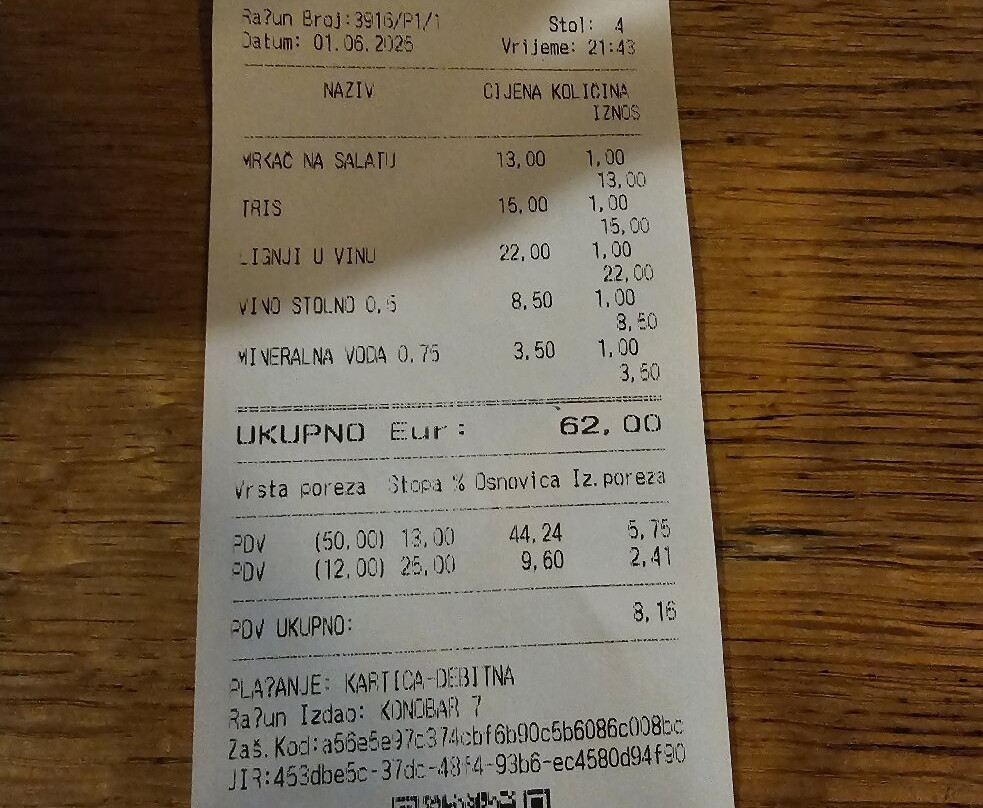 Ra?un Broj:3916/P1/1 Stol: 4
Datum: 01.06.2025 Vrijeme: 21:43
NAZIV CIJENA KOLIČINA
IZNOS
MRKAČ NA SALATU 13,00 1,00
13,00
TRIS 15,00 1,00
15,00
LIGNJI U VINU 22,00 1,00
22,00
VINO STOLNO 0,5 8,50 1,00
8,50
MINERALNA VODA 0,75 3,50 1,00
3,50
UKUPNO Eur: 62,00
Vrsta poreza Stopa % Osnovica Iz.poreza
PDV (50,00) 13,00 44,24 5,75
PDV (12,00) 25,00 9,60 2,41
PDV UKUPNO: 8,16
PLA?ANJE: KARTICA-DEBITNA
Ra?un Izdao: KONOBAR 7
Zaš.Kod:a56e5e97c374cbf6b90c5b6086c008bc
JIR:453dbe5c-37dc-48f4-93b6-ec4580d94f90